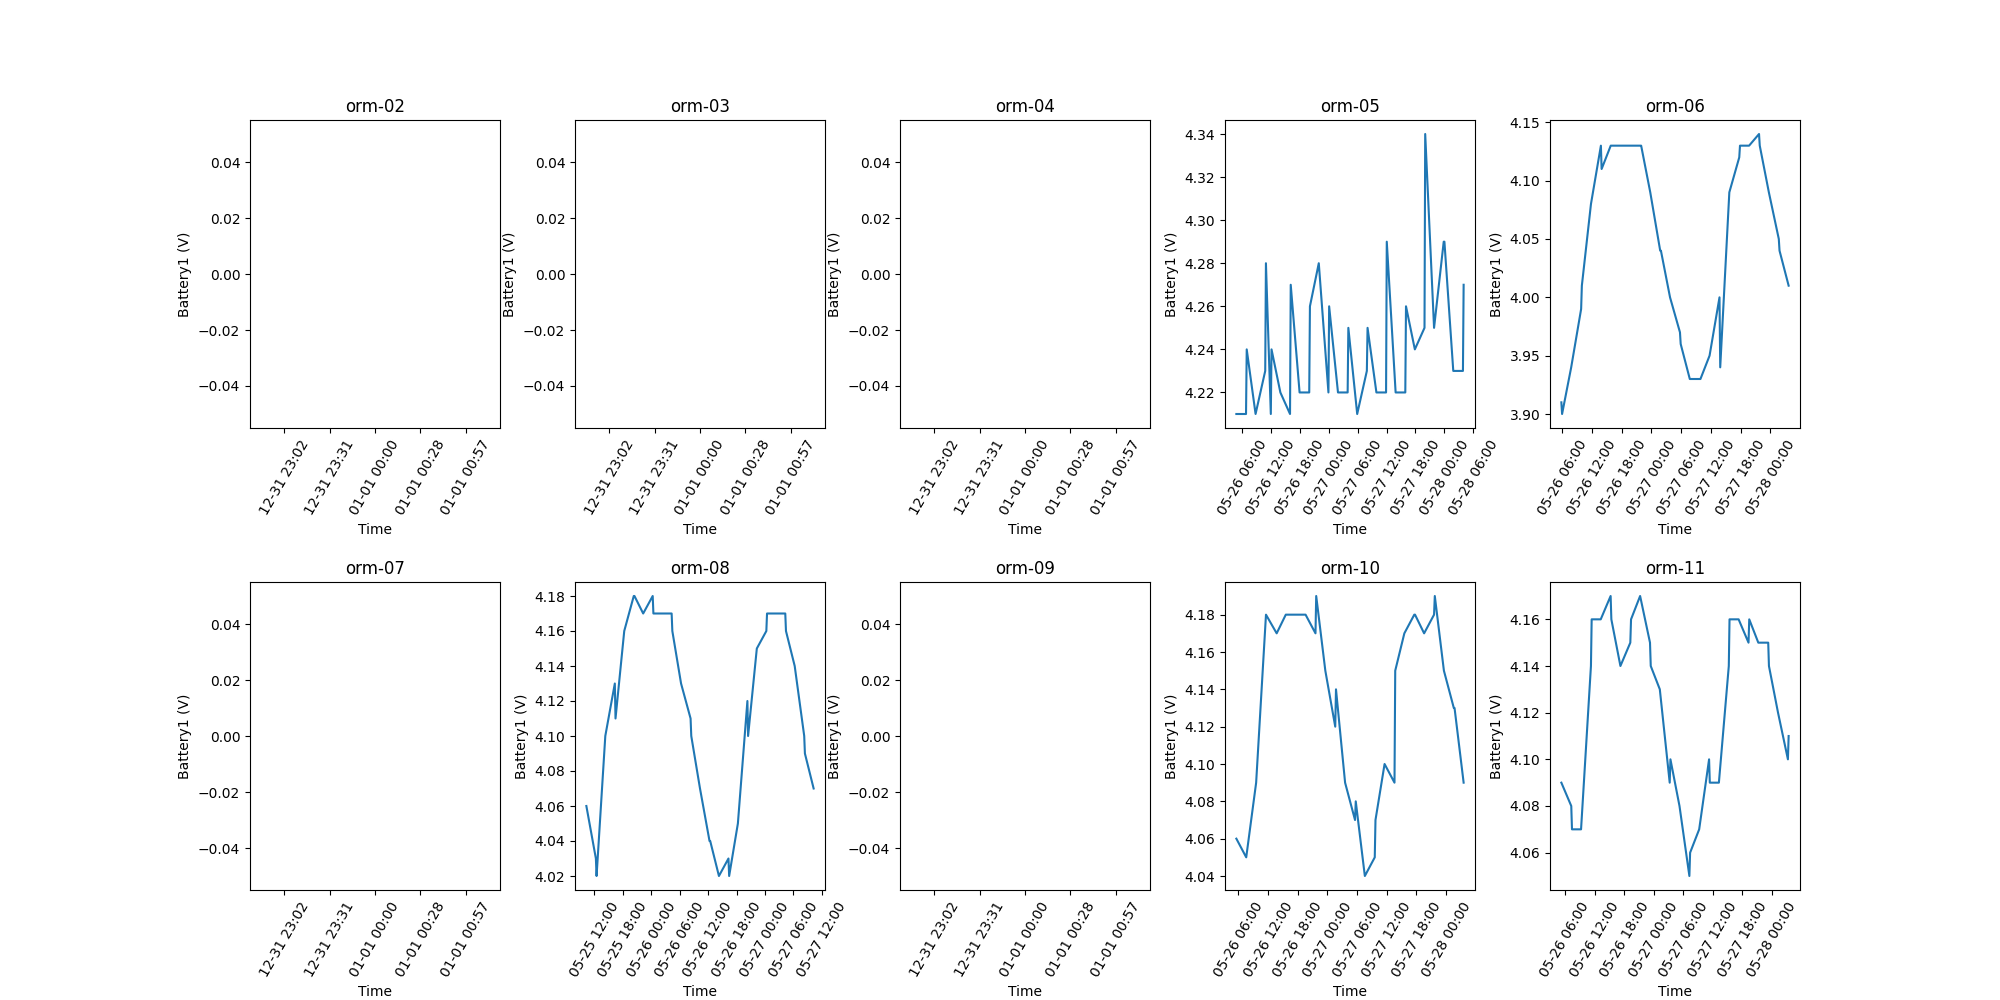 orm-02 orm-03 orm-04 orm-05 orm-06
Battery1 (V)
0.04
0.02
0.00
−0.02
−0.04
12-31 23:02 12-31 23:31 01-01 00:00 01-01 00:28 01-01 00:57
Time
Battery1 (V)
0.04
0.02
0.00
−0.02
−0.04
12-31 23:02 12-31 23:31 01-01 00:00 01-01 00:28 01-01 00:57
Time
Battery1 (V)
0.04
0.02
0.00
−0.02
−0.04
12-31 23:02 12-31 23:31 01-01 00:00 01-01 00:28 01-01 00:57
Time
Battery1 (V)
4.34
4.32
4.30
4.28
4.26
4.24
4.22
05-26 06:00 05-26 12:00 05-26 18:00 05-27 00:00 05-27 06:00 05-27 12:00 05-27 18:00 05-28 00:00 05-28 06:00
Time
Battery1 (V)
4.15
4.10
4.05
4.00
3.95
3.90
05-26 06:00 05-26 12:00 05-26 18:00 05-27 00:00 05-27 06:00 05-27 12:00 05-27 18:00 05-28 00:00
Time
orm-07 orm-08 orm-09 orm-10 orm-11
Battery1 (V)
0.04
0.02
0.00
−0.02
−0.04
12-31 23:02 12-31 23:31 01-01 00:00 01-01 00:28 01-01 00:57
Time
Battery1 (V)
4.18
4.16
4.14
4.12
4.10
4.08
4.06
4.04
4.02
05-25 12:00 05-25 18:00 05-26 00:00 05-26 06:00 05-26 12:00 05-26 18:00 05-27 00:00 05-27 06:00 05-27 12:00
Time
Battery1 (V)
0.04
0.02
0.00
−0.02
−0.04
12-31 23:02 12-31 23:31 01-01 00:00 01-01 00:28 01-01 00:57
Time
Battery1 (V)
4.18
4.16
4.14
4.12
4.10
4.08
4.06
4.04
05-26 06:00 05-26 12:00 05-26 18:00 05-27 00:00 05-27 06:00 05-27 12:00 05-27 18:00 05-28 00:00
Time
Battery1 (V)
4.16
4.14
4.12
4.10
4.08
4.06
05-26 06:00 05-26 12:00 05-26 18:00 05-27 00:00 05-27 06:00 05-27 12:00 05-27 18:00 05-28 00:00
Time